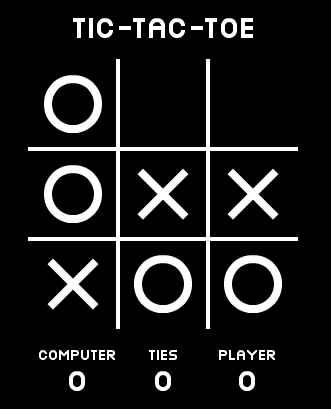 TIC-TAC-TOE
O
O X X
X O O
COMPUTER TIES PLAYER
0 0 0